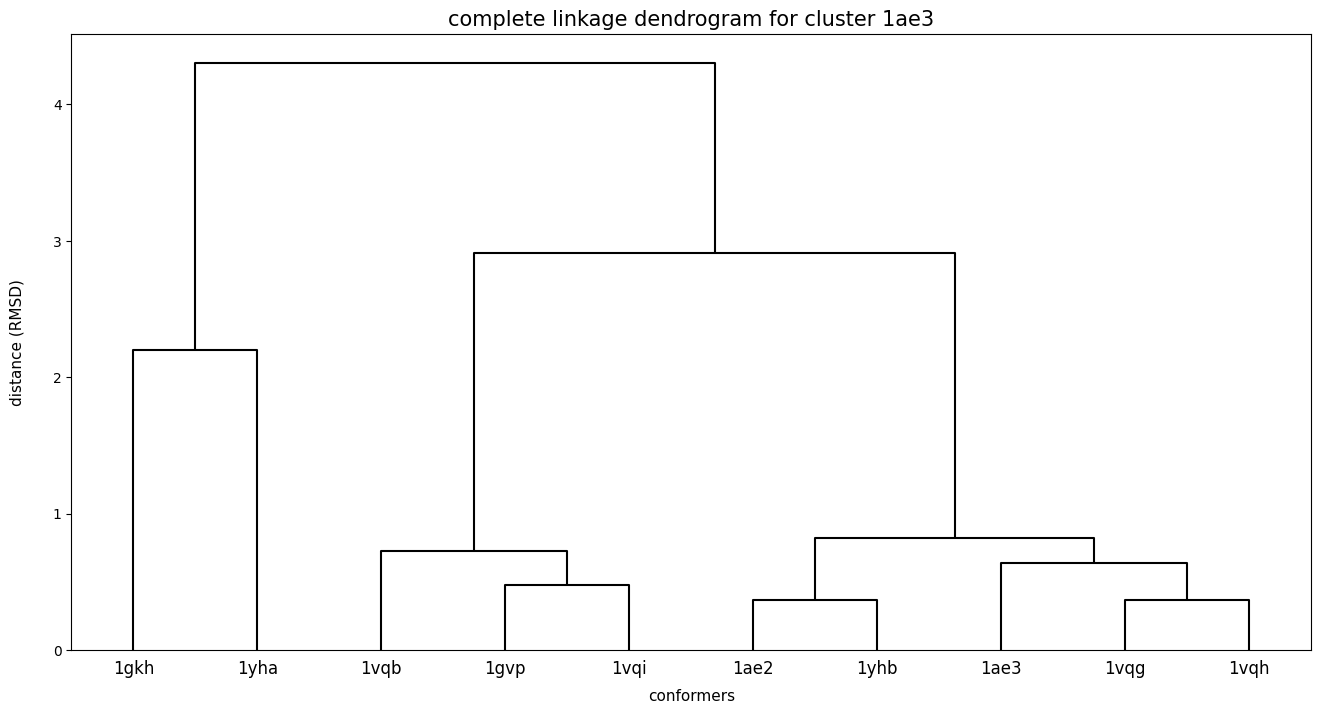 complete linkage dendrogram for cluster 1ae3
distance (RMSD)
4
3
2
1
0
1gkh 1yha 1vqb 1gvp 1vqi 1ae2 1yhb 1ae3 1vqg 1vqh
conformers